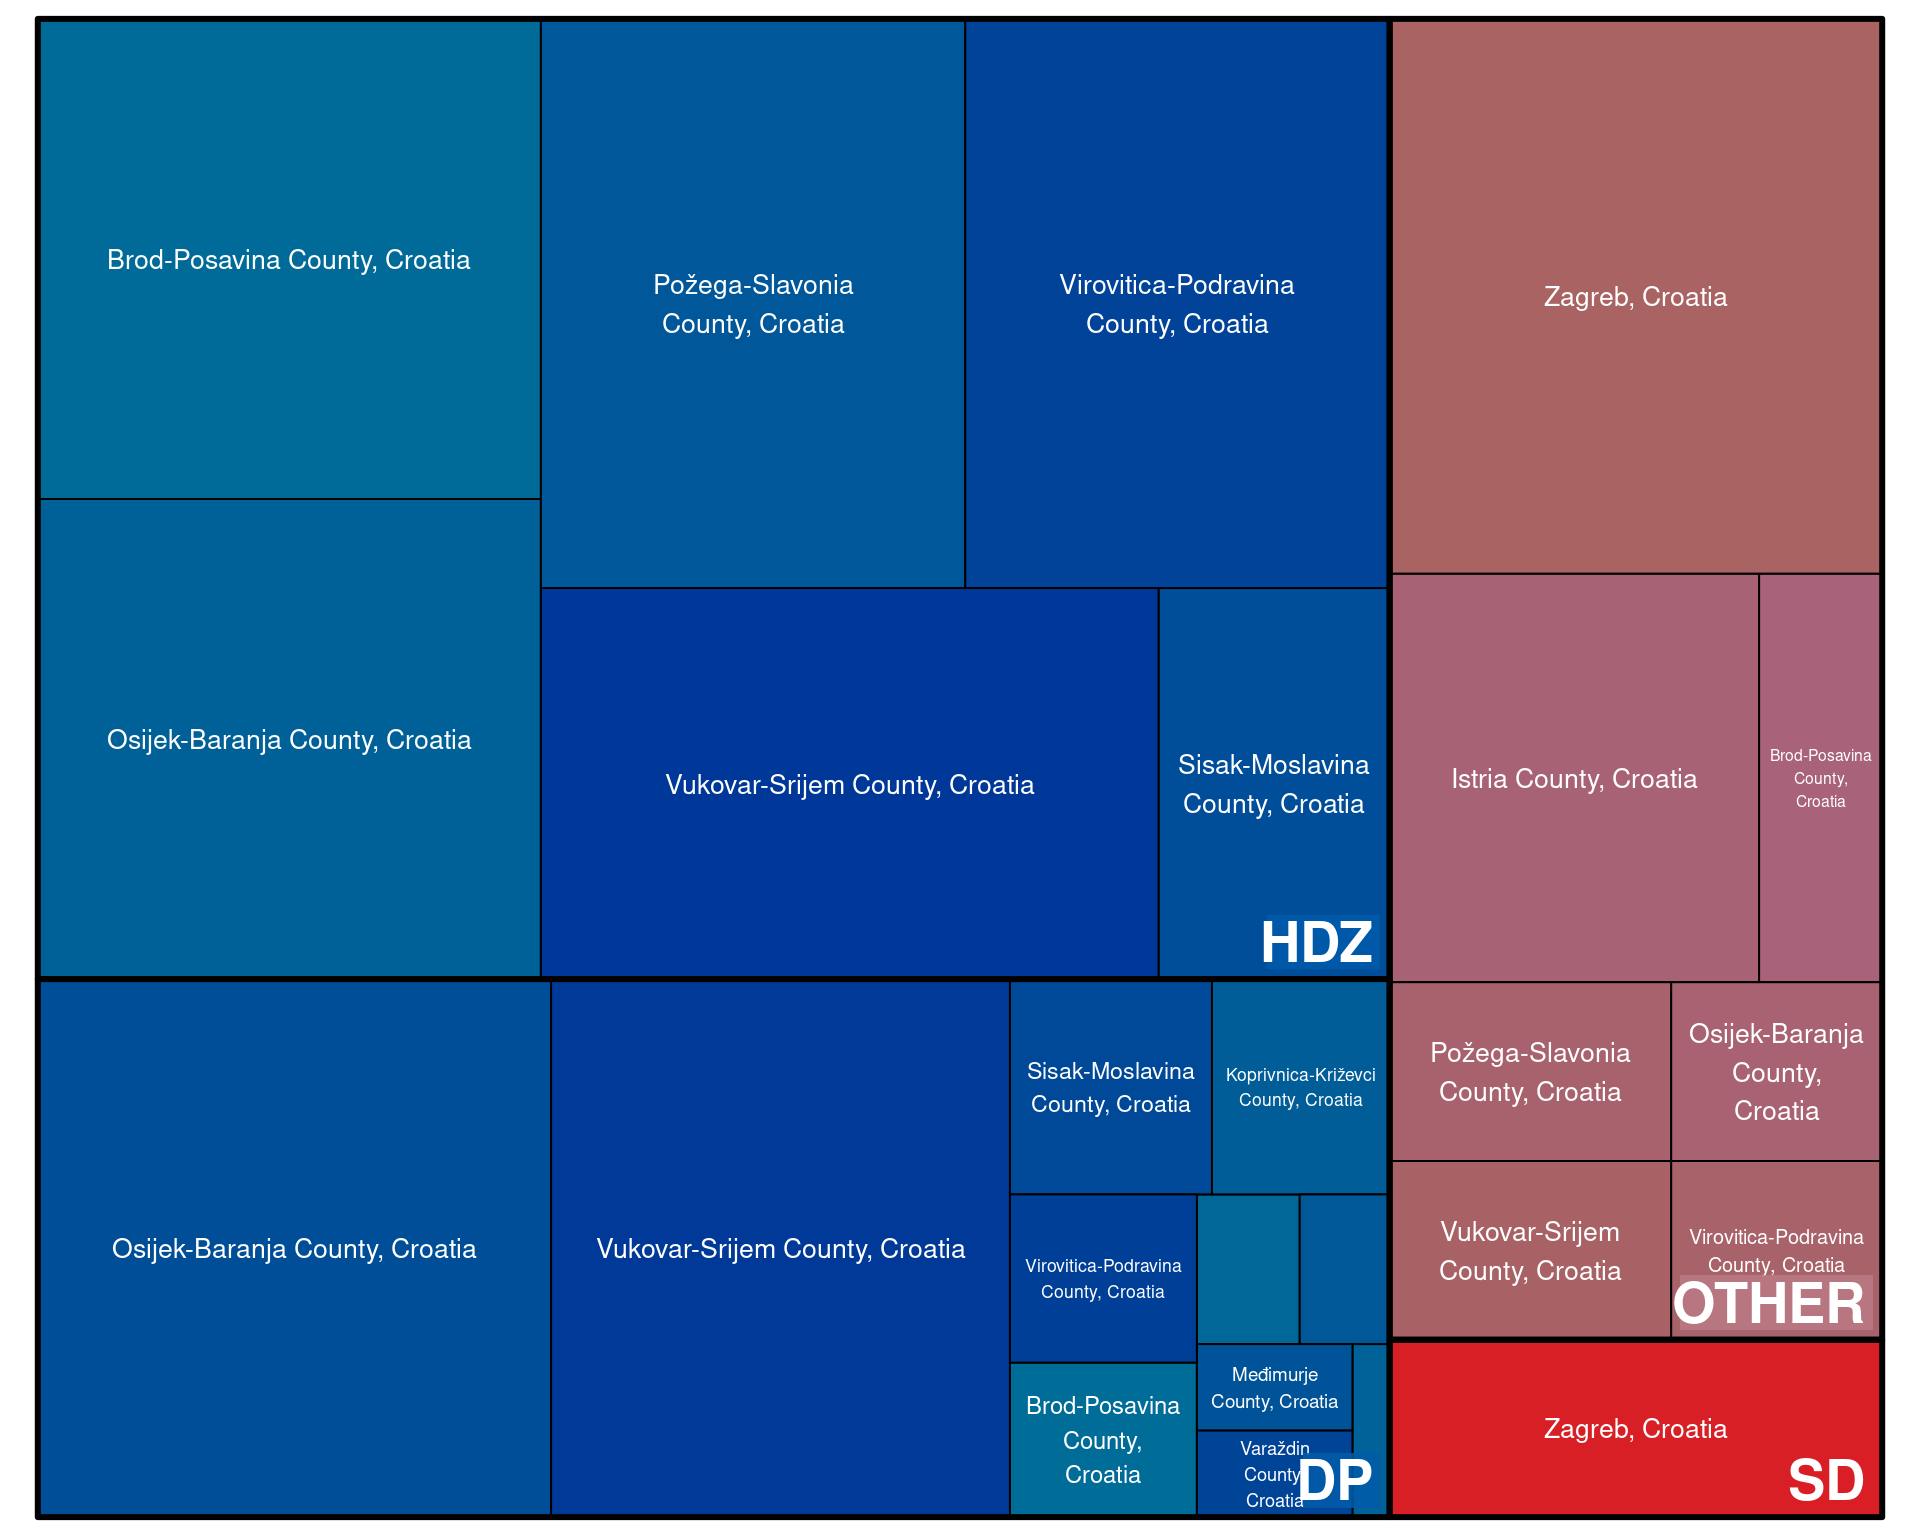 Brod-Posavina County, Croatia
Požega-Slavonia
County, Croatia
Virovitica-Podravina
County, Croatia
Osijek-Baranja County, Croatia
Vukovar-Srijem County, Croatia
Sisak-Moslavina
County, Croatia
HDZ
Zagreb, Croatia
Istria County, Croatia
Brod-Posavina
County,
Croatia
Požega-Slavonia
County, Croatia
Osijek-Baranja
County,
Croatia
Vukovar-Srijem
County, Croatia
Virovitica-Podravina
County, Croatia
OTHER
Osijek-Baranja County, Croatia
Vukovar-Srijem County, Croatia
Sisak-Moslavina
County, Croatia
Koprivnica-Križevci
County, Croatia
Virovitica-Podravina
County, Croatia
Brod-Posavina
County,
Croatia
Međimurje
County, Croatia
Varaždin
County,
Croatia
DP
Zagreb, Croatia
SD